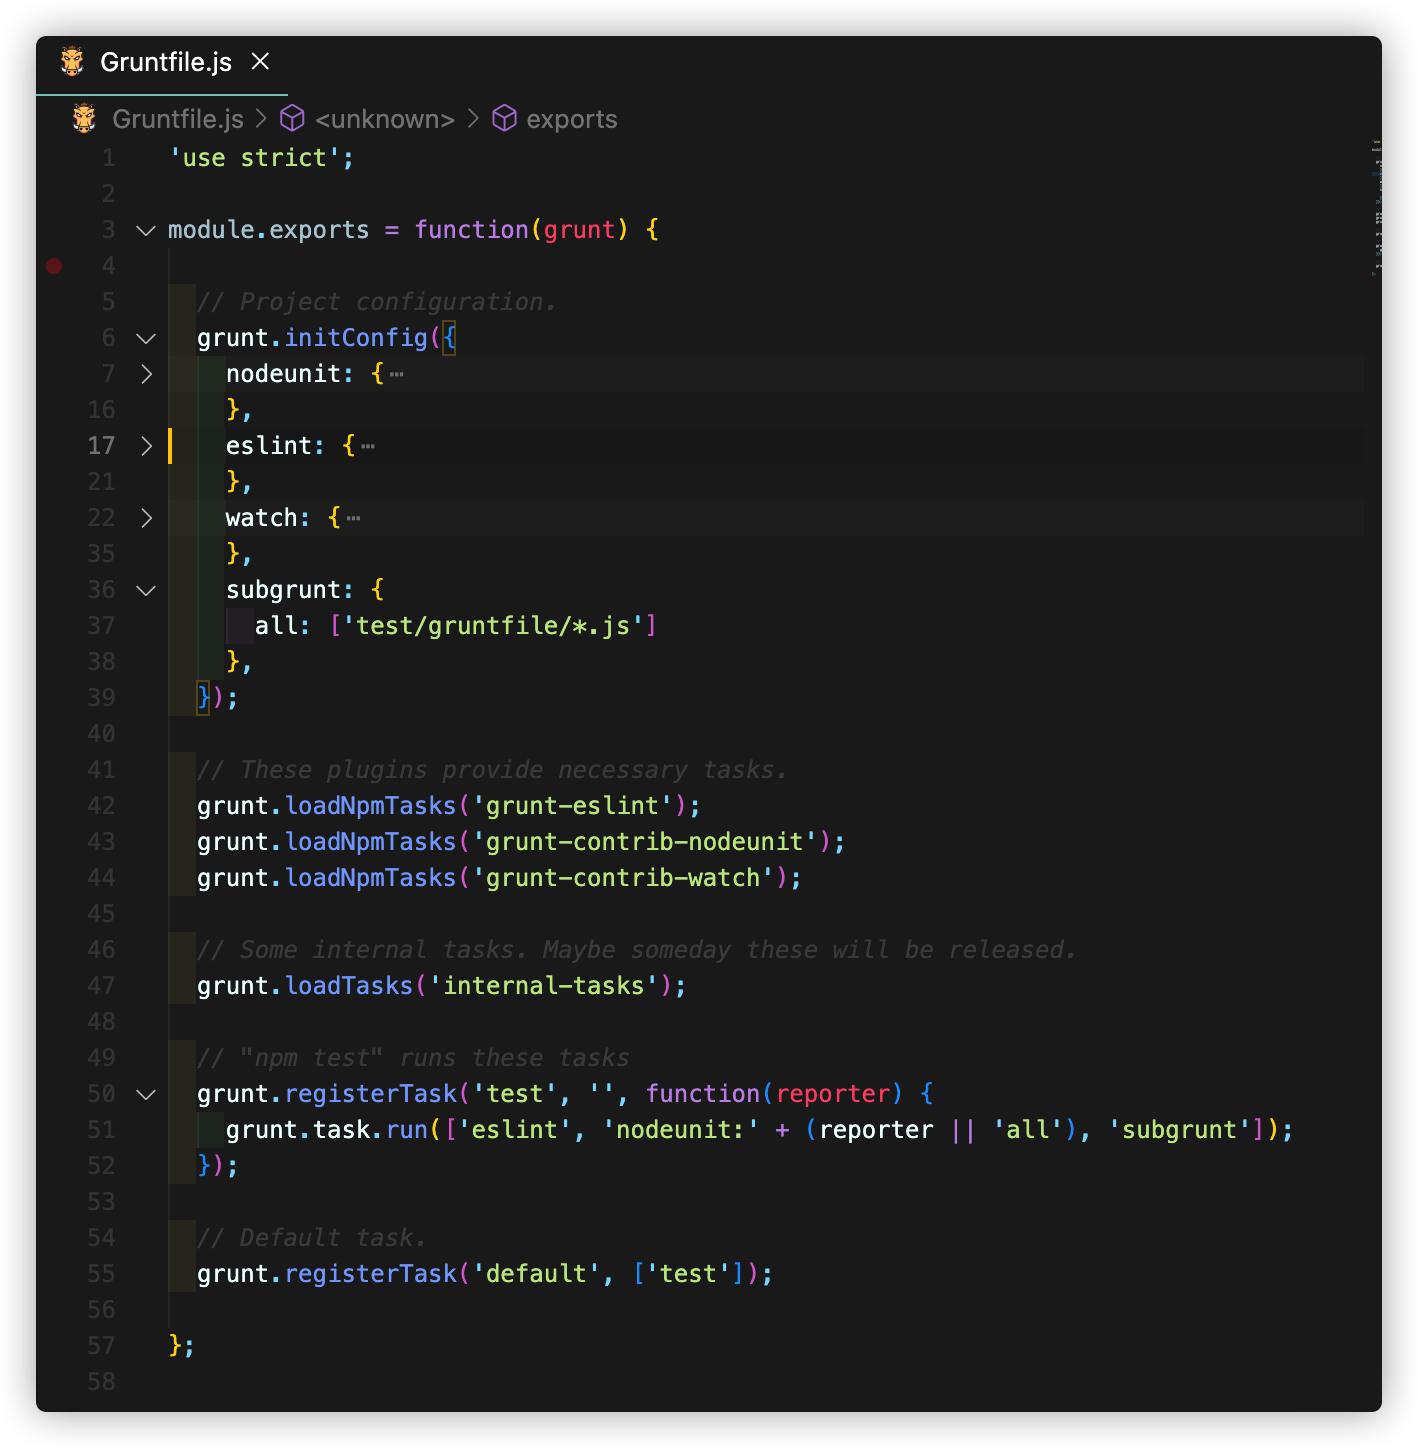 Gruntfile.js
Gruntfile.js > <unknown> > exports
1 'use strict';
2
3 module.exports = function(grunt) {
4
5 // Project configuration.
6 grunt.initConfig({
7 nodeunit: {⋯
16 },
17 eslint: {⋯
21 },
22 watch: {⋯
35 },
36 subgrunt: {
37 all: ['test/gruntfile/*.js']
38 },
39 });
40
41 // These plugins provide necessary tasks.
42 grunt.loadNpmTasks('grunt-eslint');
43 grunt.loadNpmTasks('grunt-contrib-nodeunit');
44 grunt.loadNpmTasks('grunt-contrib-watch');
45
46 // Some internal tasks. Maybe someday these will be released.
47 grunt.loadTasks('internal-tasks');
48
49 // "npm test" runs these tasks
50 grunt.registerTask('test', '', function(reporter) {
51 grunt.task.run(['eslint', 'nodeunit:' + (reporter || 'all'), 'subgrunt']);
52 });
53
54 // Default task.
55 grunt.registerTask('default', ['test']);
56
57 };
58